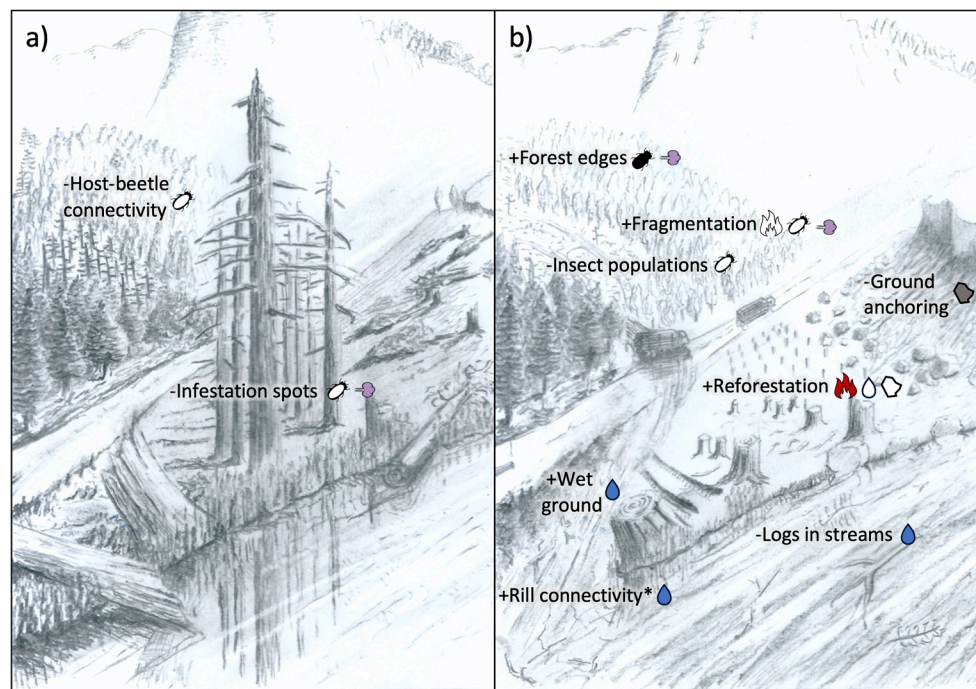 a)
-Host-beetle
connectivity
-Infestation spots
b)
+Forest edges
+Fragmentation
-Insect populations
-Ground
anchoring
+Reforestation
+Wet
ground
-Logs in streams
+Rill connectivity*